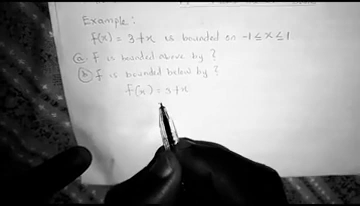 Example:
f(x) = 3+x is bounded on -1 ≤ x ≤ 1
(a) f is bounded above by ?
(b) f is bounded below by ?
f(x) = 3+x